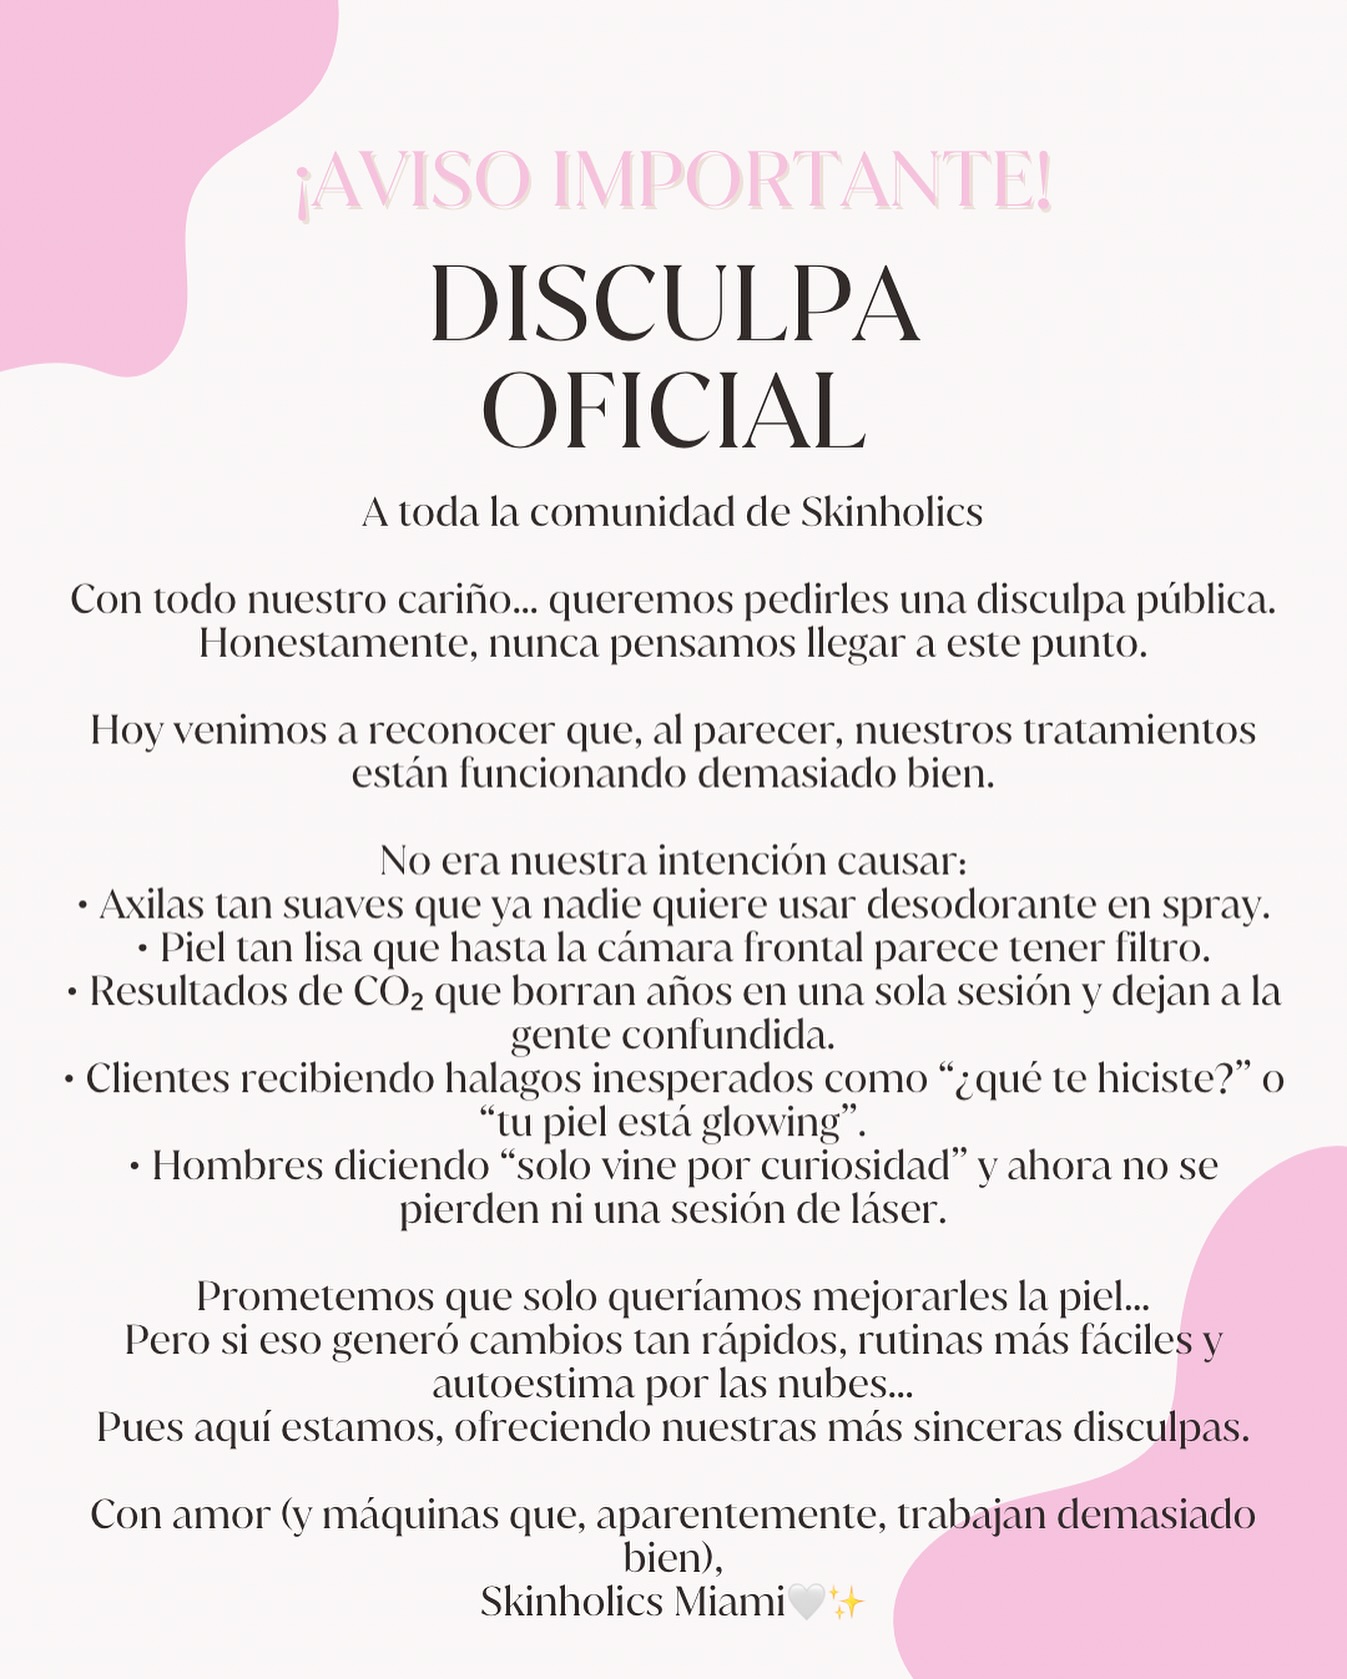 ¡AVISO IMPORTANTE!
DISCULPA
OFICIAL
A toda la comunidad de Skinholics
Con todo nuestro cariño... queremos pedirles una disculpa pública.
Honestamente, nunca pensamos llegar a este punto.
Hoy venimos a reconocer que, al parecer, nuestros tratamientos
están funcionando demasiado bien.
No era nuestra intención causar:
• Axilas tan suaves que ya nadie quiere usar desodorante en spray.
• Piel tan lisa que hasta la cámara frontal parece tener filtro.
• Resultados de CO₂ que borran años en una sola sesión y dejan a la
gente confundida.
• Clientes recibiendo halagos inesperados como “¿qué te hiciste?” o
“tu piel está glowing”.
• Hombres diciendo “solo vine por curiosidad” y ahora no se
pierden ni una sesión de láser.
Prometemos que solo queríamos mejorarles la piel...
Pero si eso generó cambios tan rápidos, rutinas más fáciles y
autoestima por las nubes...
Pues aquí estamos, ofreciendo nuestras más sinceras disculpas.
Con amor (y máquinas que, aparentemente, trabajan demasiado
bien),
Skinholics Miami🤍✨